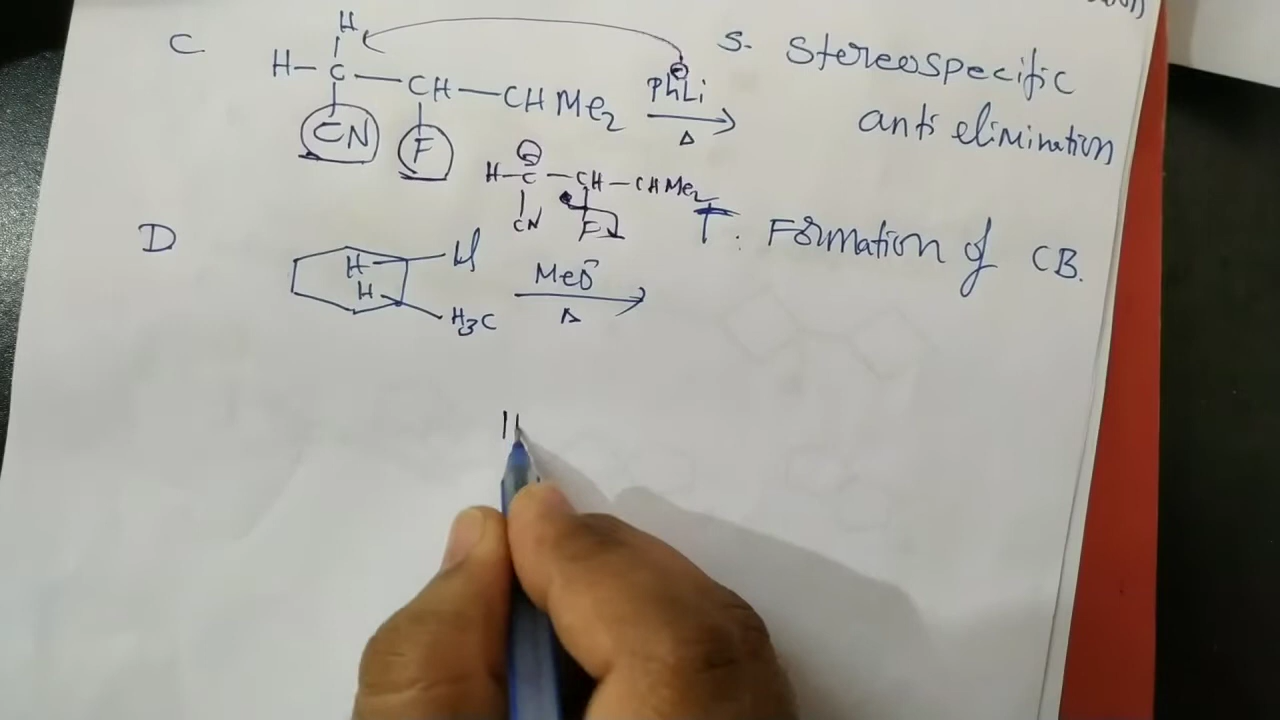 H
C H-C-CH-CHMe2 PhLi S. Stereospecific
CN F Δ anti elimination
⊖
H-C-CH-CHMe2
CN F
T. Formation of CB.
D H MeO⁻
H Δ
H3C